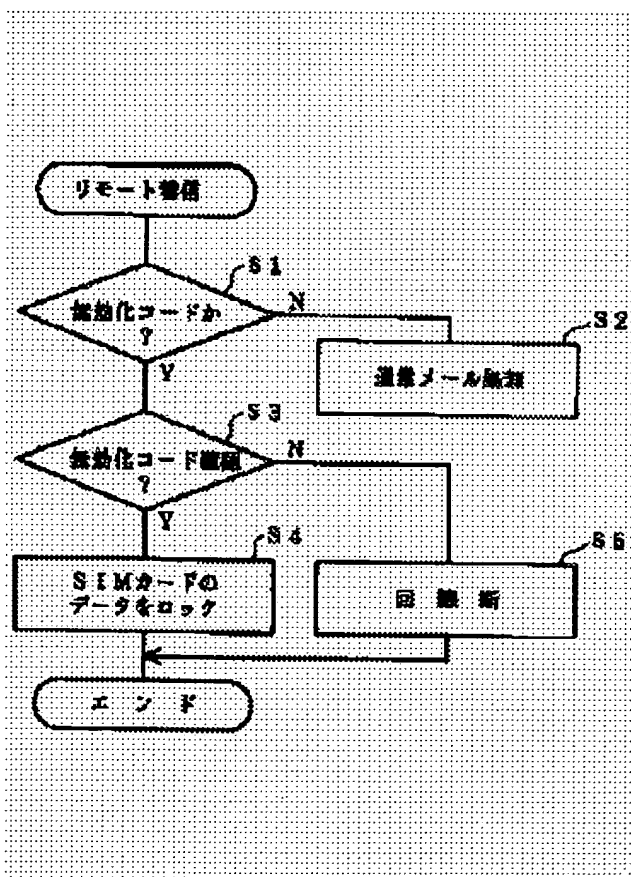 リモート着信
S1
無効化コードか
?
N
S2
Y
通常メール
S3
無効化コード確認
?
N
Y
S4
SIMカードの
データをロック
S5
回線断
エンド